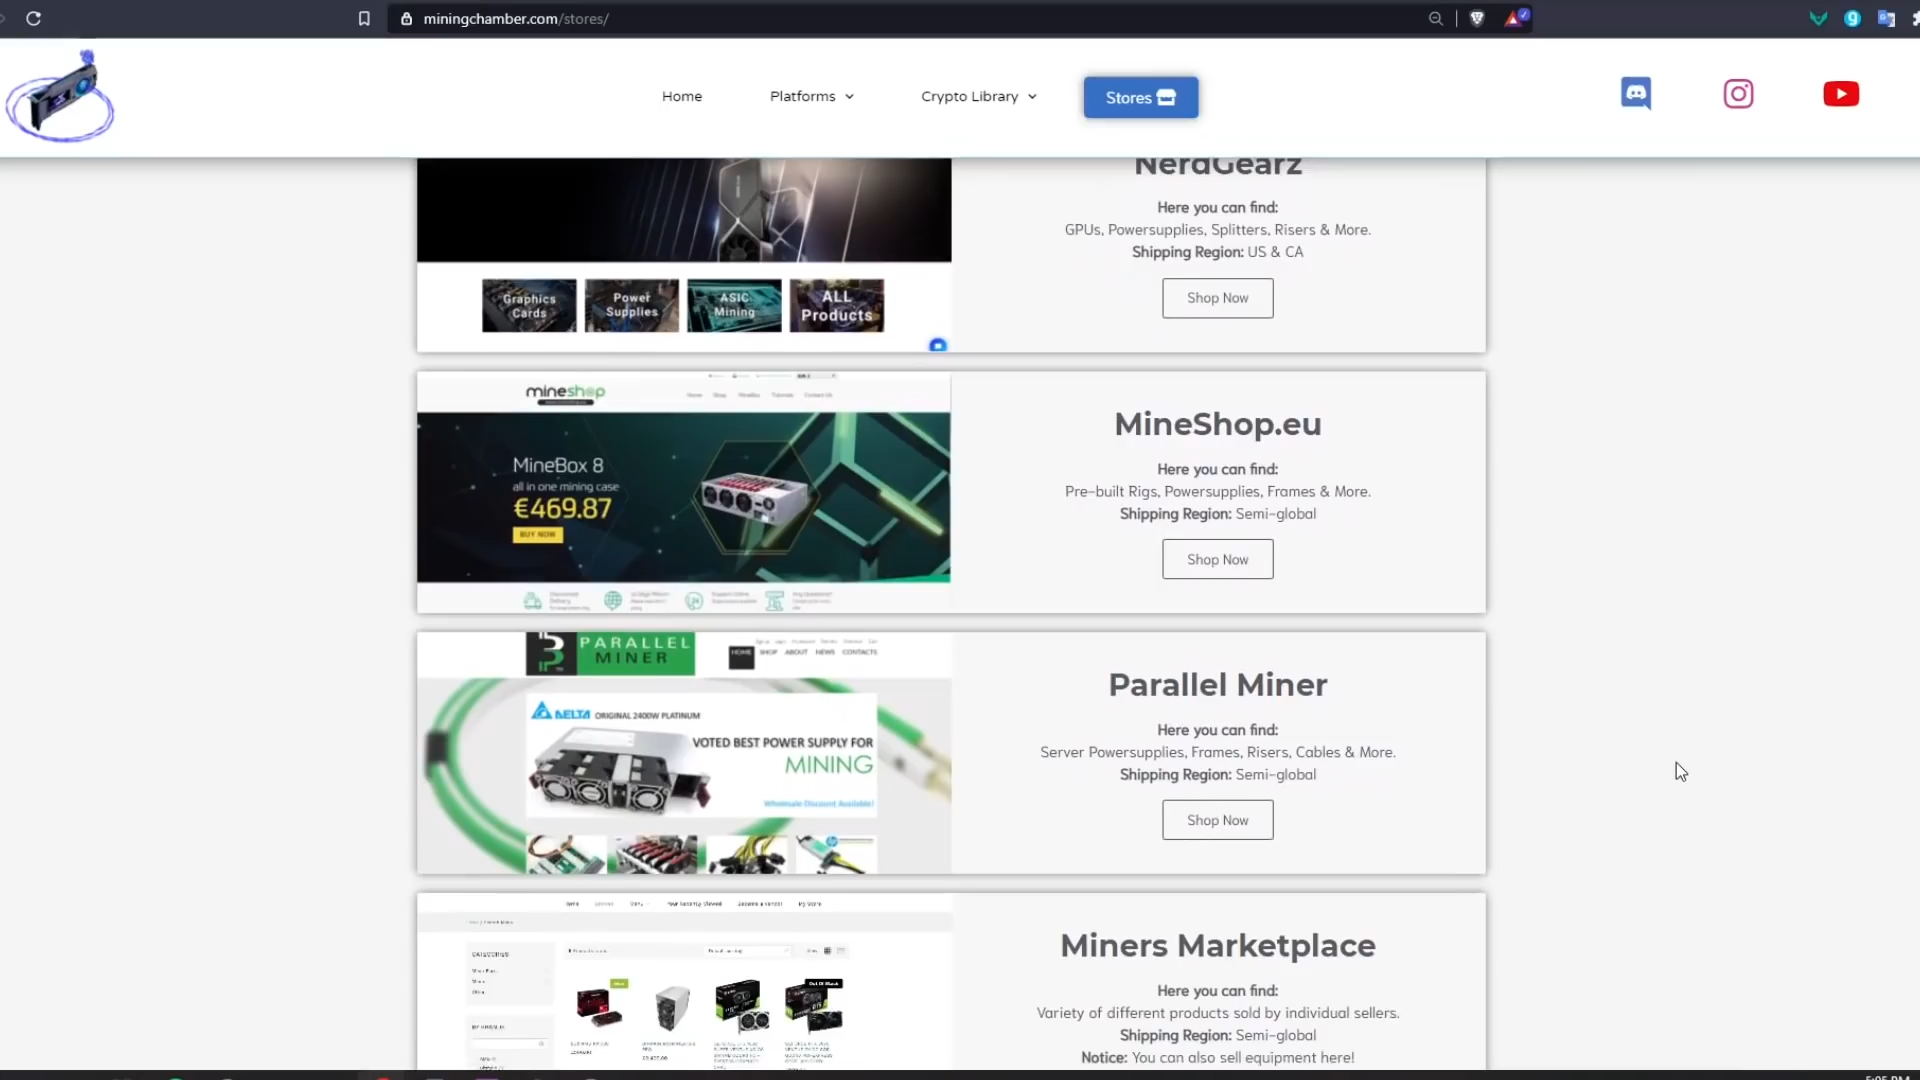 miningchamber.com/stores/
Home
Platforms
Crypto Library
Stores
NerdGearz
Here you can find:
GPUs, Powersupplies, Splitters, Risers & More.
Shipping Region: US & CA
Shop Now
Graphics
Cards
Power
Supplies
ASIC
Mining
ALL
Products
mineshop
MineBox 8
all in one mining case
€469.87
BUY NOW
MineShop.eu
Here you can find:
Pre-built Rigs, Powersupplies, Frames & More.
Shipping Region: Semi-global
Shop Now
PARALLEL
MINER
HOME SHOP ABOUT NEWS CONTACTS
DELTA ORIGINAL 2400W PLATINUM
VOTED BEST POWER SUPPLY FOR
MINING
Wholesale Discount Available!
Parallel Miner
Here you can find:
Server Powersupplies, Frames, Risers, Cables & More.
Shipping Region: Semi-global
Shop Now
CATEGORIES
Miners Marketplace
Here you can find:
Variety of different products sold by individual sellers.
Shipping Region: Semi-global
Notice: You can also sell equipment here!